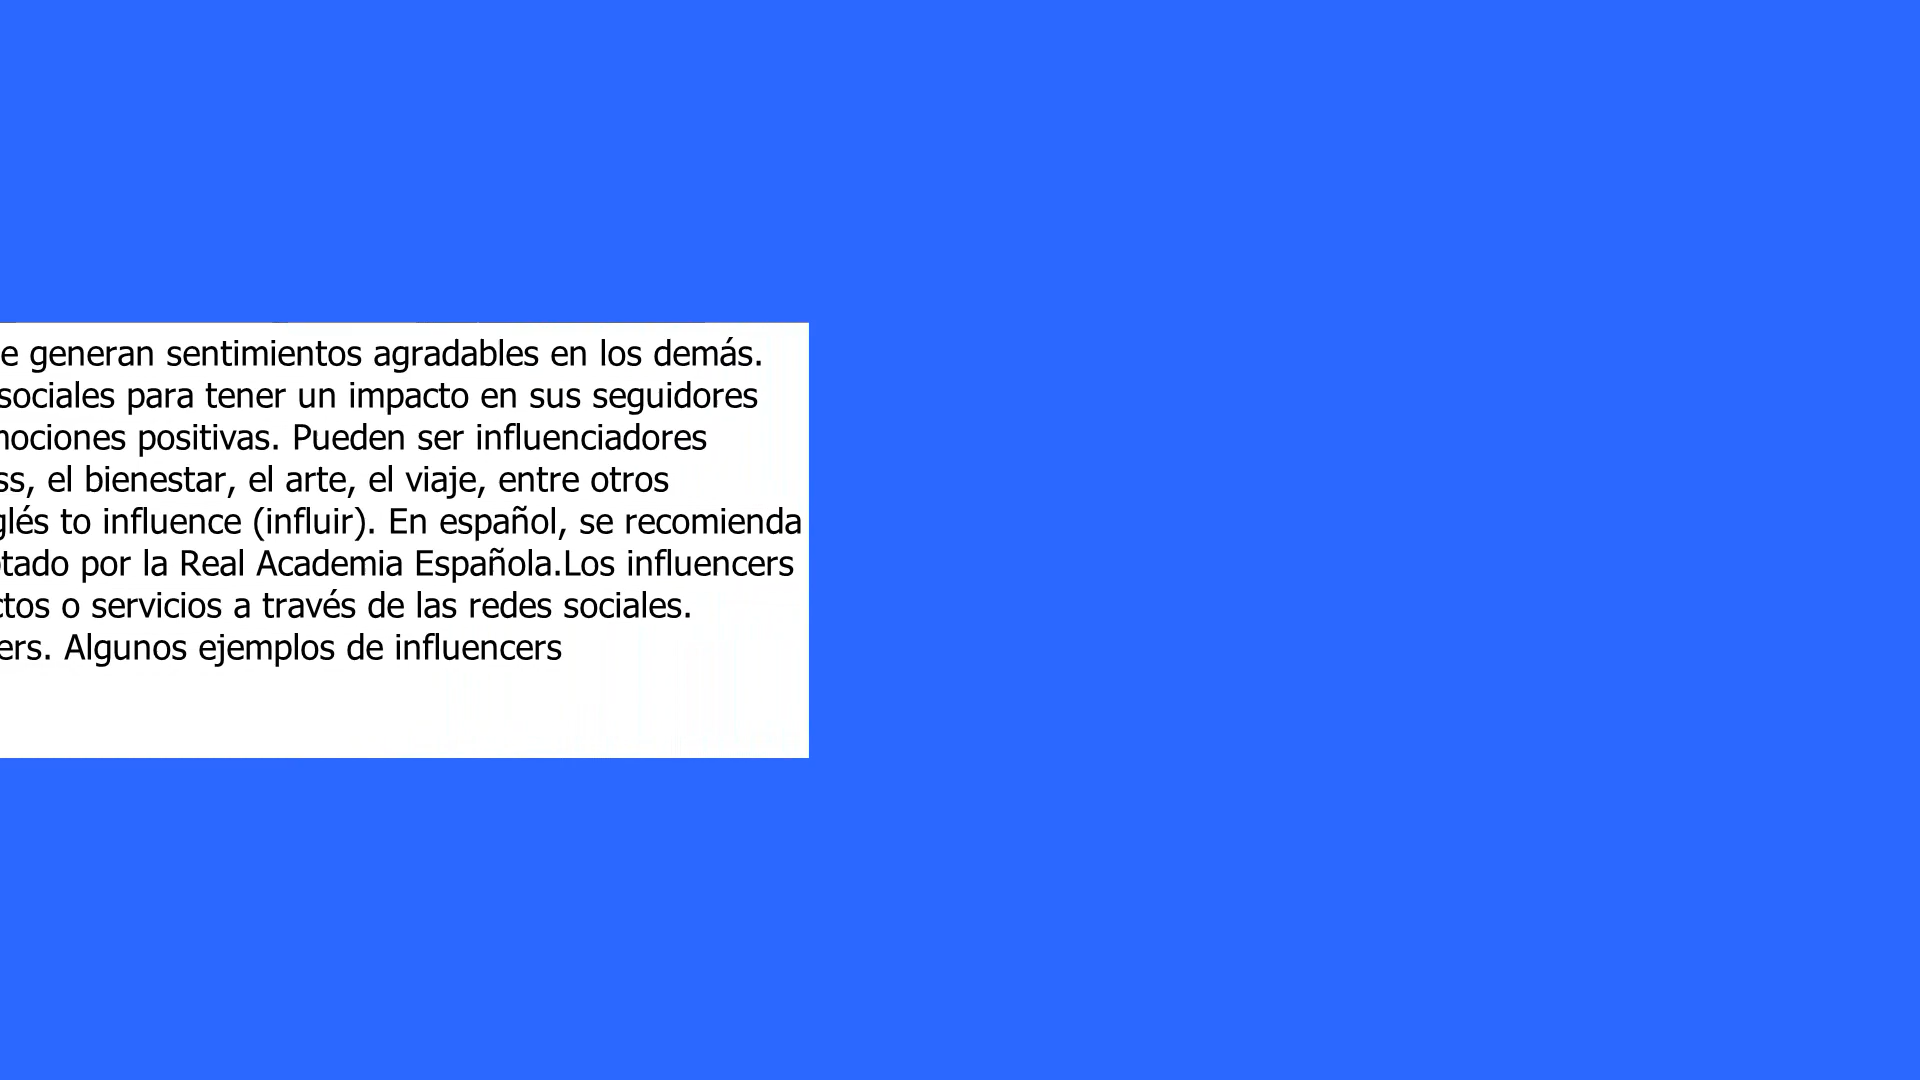 e generan sentimientos agradables en los demás.
sociales para tener un impacto en sus seguidores
mociones positivas. Pueden ser influenciadores
ss, el bienestar, el arte, el viaje, entre otros
glés to influence (influir). En español, se recomienda
tado por la Real Academia Española.Los influencers
ctos o servicios a través de las redes sociales.
ers. Algunos ejemplos de influencers